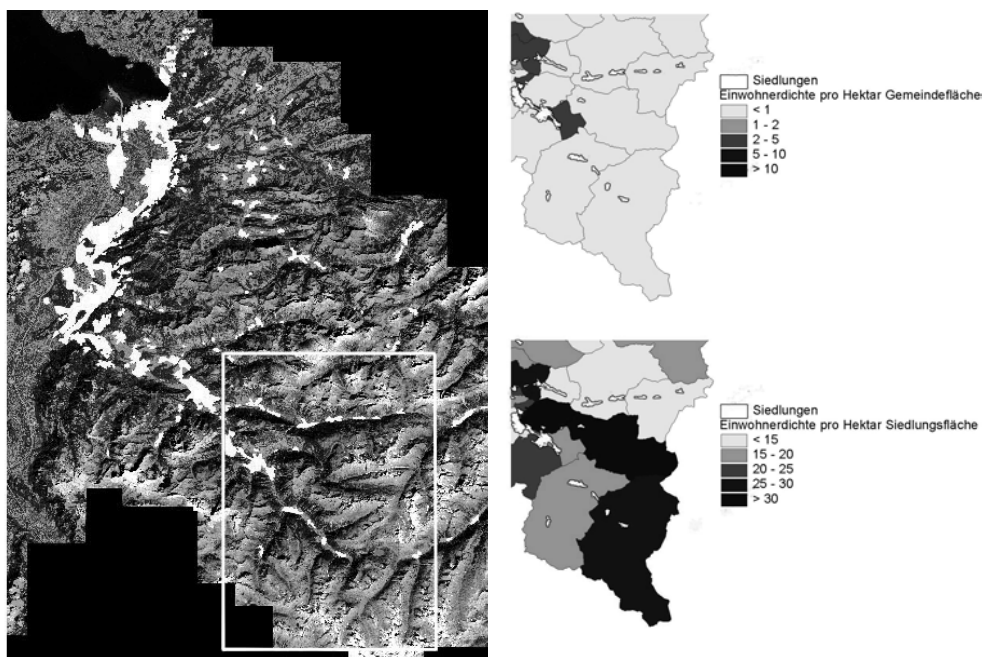 Siedlungen
Einwohnerdichte pro Hektar Gemeindefläche
< 1
1 - 2
2 - 5
5 - 10
> 10
Siedlungen
Einwohnerdichte pro Hektar Siedlungsfläche
< 15
15 - 20
20 - 25
25 - 30
> 30